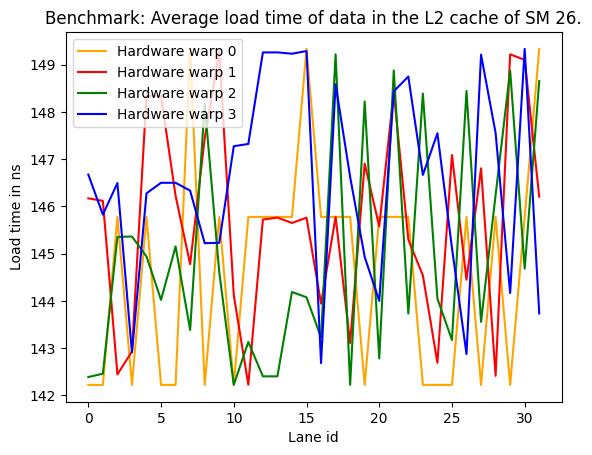 Benchmark: Average load time of data in the L2 cache of SM 26.
Hardware warp 0
Hardware warp 1
Hardware warp 2
Hardware warp 3
149
148
147
146
145
144
143
142
Load time in ns
0 5 10 15 20 25 30
Lane id